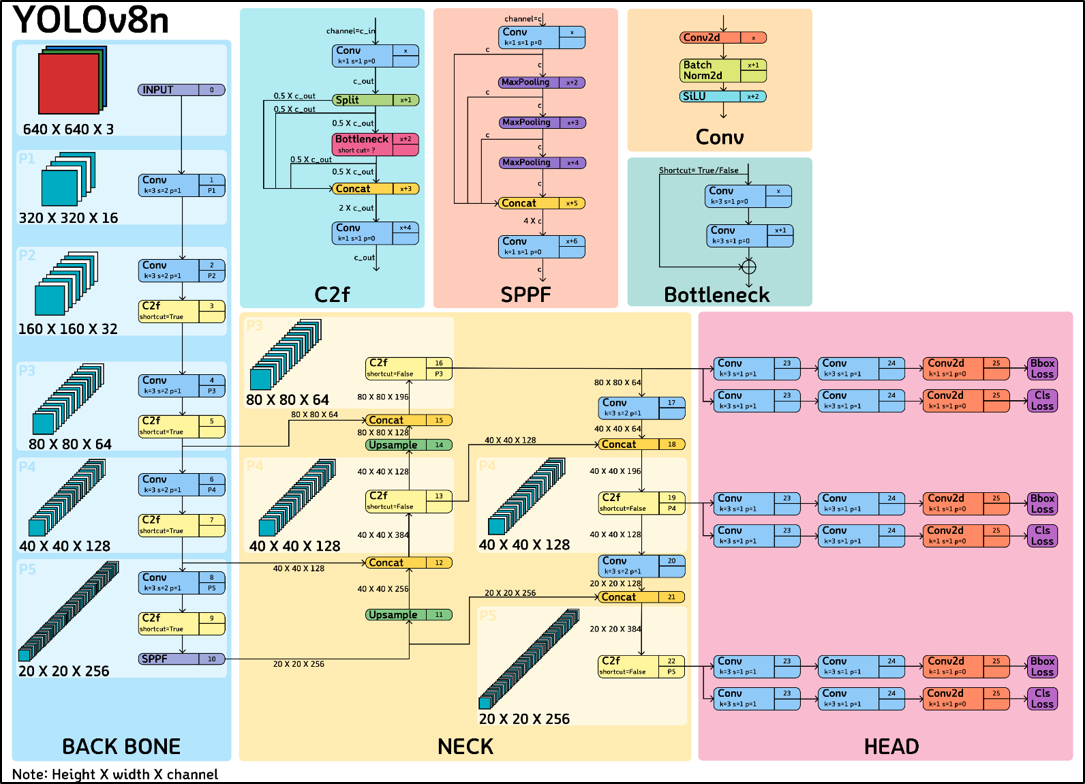 YOLOv8n
INPUT 0
640 X 640 X 3
P1
Conv 1
k=3 s=2 p=1 P1
320 X 320 X 16
P2
Conv 2
k=3 s=2 p=1 P2
C2f 3
shortcut=True
160 X 160 X 32
P3
Conv 4
k=3 s=2 p=1 P3
C2f 5
shortcut=True
80 X 80 X 64
P4
Conv 6
k=3 s=2 p=1 P4
C2f 7
shortcut=True
40 X 40 X 128
P5
Conv 8
k=3 s=2 p=1 P5
C2f 9
shortcut=True
SPPF 10
20 X 20 X 256
BACK BONE
Note: Height X width X channel
channel=c_in
Conv x
k=1 s=1 p=0
c_out
0.5 X c_out
Split x+1
0.5 X c_out
0.5 X c_out
Bottleneck x+2
short cut= ?
0.5 X c_out
0.5 X c_out
Concat x+3
2 X c_out
Conv x+4
k=1 s=1 p=0
c_out
C2f
channel=c
Conv x
k=1 s=1 p=0
c
c
MaxPooling x+2
c
c
MaxPooling x+3
c
c
MaxPooling x+4
c
Concat x+5
4 X c
Conv x+6
k=1 s=1 p=0
c
SPPF
Conv2d x
Batch x+1
Norm2d
SiLU x+2
Conv
Shortcut= True/False
Conv x
k=3 s=1 p=0
Conv x+1
k=3 s=1 p=0
Bottleneck
P3
80 X 80 X 64
C2f 16
shortcut=False P3
80 X 80 X 196
80 X 80 X 64
Concat 15
80 X 80 X 128
Upsample 14
P4
40 X 40 X 128
C2f 13
shortcut=False
40 X 40 X 128
40 X 40 X 384
Concat 12
40 X 40 X 128
40 X 40 X 256
Upsample 11
20 X 20 X 256
80 X 80 X 64
Conv 17
k=3 s=2 p=1
40 X 40 X 64
40 X 40 X 128
Concat 18
40 X 40 X 196
P4
40 X 40 X 128
C2f 19
shortcut=False P4
40 X 40 X 128
Conv 20
k=3 s=2 p=1
20 X 20 X 128
20 X 20 X 256
Concat 21
P5
20 X 20 X 384
C2f 22
shortcut=False P5
20 X 20 X 256
NECK
Conv 23
k=3 s=1 p=1
Conv 24
k=3 s=1 p=1
Conv2d 25
k=1 s=1 p=0
Bbox
Loss
Conv 23
k=3 s=1 p=1
Conv 24
k=3 s=1 p=1
Conv2d 25
k=1 s=1 p=0
Cls
Loss
Conv 23
k=3 s=1 p=1
Conv 24
k=3 s=1 p=1
Conv2d 25
k=1 s=1 p=0
Bbox
Loss
Conv 23
k=3 s=1 p=1
Conv 24
k=3 s=1 p=1
Conv2d 25
k=1 s=1 p=0
Cls
Loss
Conv 23
k=3 s=1 p=1
Conv 24
k=3 s=1 p=1
Conv2d 25
k=1 s=1 p=0
Bbox
Loss
Conv 23
k=3 s=1 p=1
Conv 24
k=3 s=1 p=1
Conv2d 25
k=1 s=1 p=0
Cls
Loss
HEAD